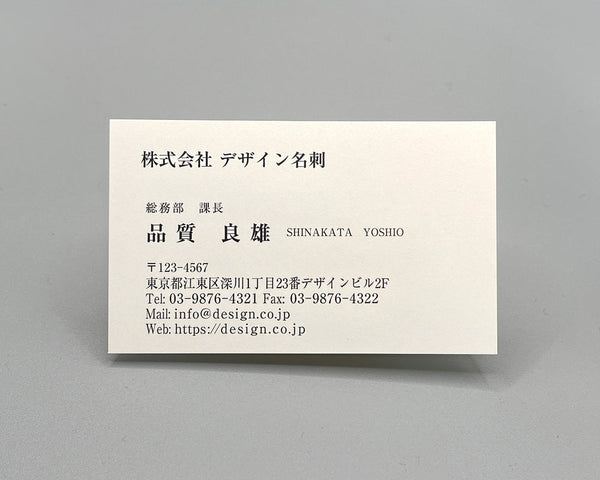 株式会社 デザイン名刺
総務部　課長
品質　良雄　SHINAKATA　YOSHIO
〒123-4567
東京都江東区深川1丁目23番デザインビル2F
Tel: 03-9876-4321 Fax: 03-9876-4322
Mail: info@design.co.jp
Web: https://design.co.jp